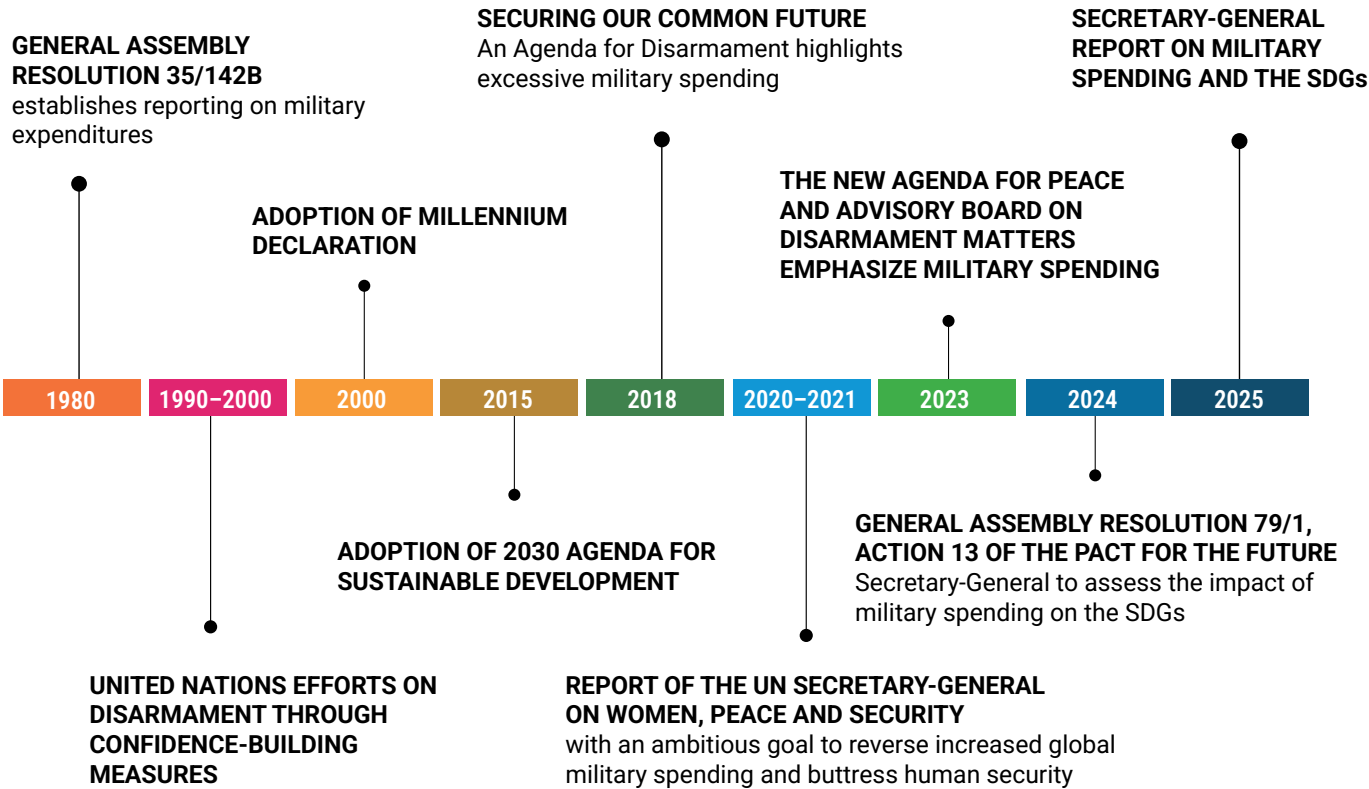 GENERAL ASSEMBLY
RESOLUTION 35/142B
establishes reporting on military
expenditures
ADOPTION OF MILLENNIUM
DECLARATION
SECURING OUR COMMON FUTURE
An Agenda for Disarmament highlights
excessive military spending
THE NEW AGENDA FOR PEACE
AND ADVISORY BOARD ON
DISARMAMENT MATTERS
EMPHASIZE MILITARY SPENDING
SECRETARY-GENERAL
REPORT ON MILITARY
SPENDING AND THE SDGs
1980
1990–2000
2000
2015
2018
2020–2021
2023
2024
2025
UNITED NATIONS EFFORTS ON
DISARMAMENT THROUGH
CONFIDENCE-BUILDING
MEASURES
ADOPTION OF 2030 AGENDA FOR
SUSTAINABLE DEVELOPMENT
REPORT OF THE UN SECRETARY-GENERAL
ON WOMEN, PEACE AND SECURITY
with an ambitious goal to reverse increased global
military spending and buttress human security
GENERAL ASSEMBLY RESOLUTION 79/1,
ACTION 13 OF THE PACT FOR THE FUTURE
Secretary-General to assess the impact of
military spending on the SDGs